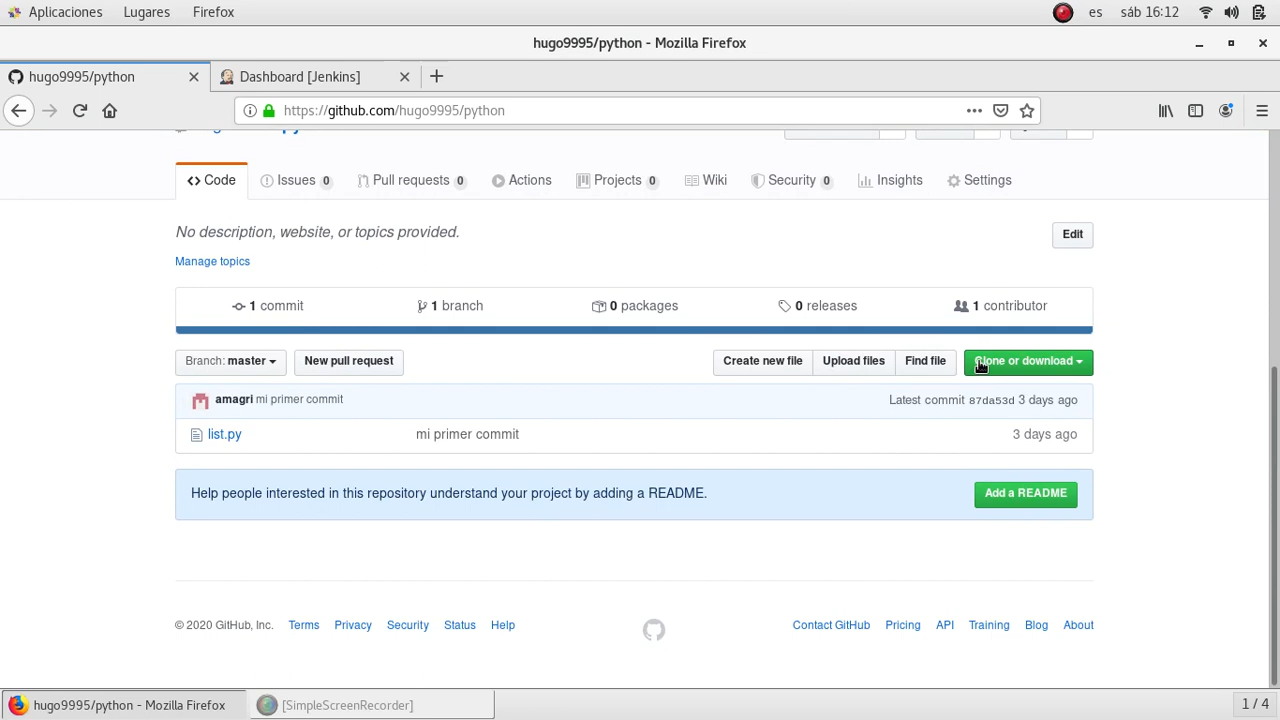 Aplicaciones Lugares Firefox es sáb 16:12
hugo9995/python - Mozilla Firefox
hugo9995/python Dashboard [Jenkins]
https://github.com/hugo9995/python
Code Issues 0 Pull requests 0 Actions Projects 0 Wiki Security 0 Insights Settings
No description, website, or topics provided. Edit
Manage topics
1 commit 1 branch 0 packages 0 releases 1 contributor
Branch: master New pull request Create new file Upload files Find file Clone or download
amagri mi primer commit Latest commit 87da53d 3 days ago
list.py mi primer commit 3 days ago
Help people interested in this repository understand your project by adding a README. Add a README
© 2020 GitHub, Inc. Terms Privacy Security Status Help Contact GitHub Pricing API Training Blog About
hugo9995/python - Mozilla Firefox [SimpleScreenRecorder] 1 / 4